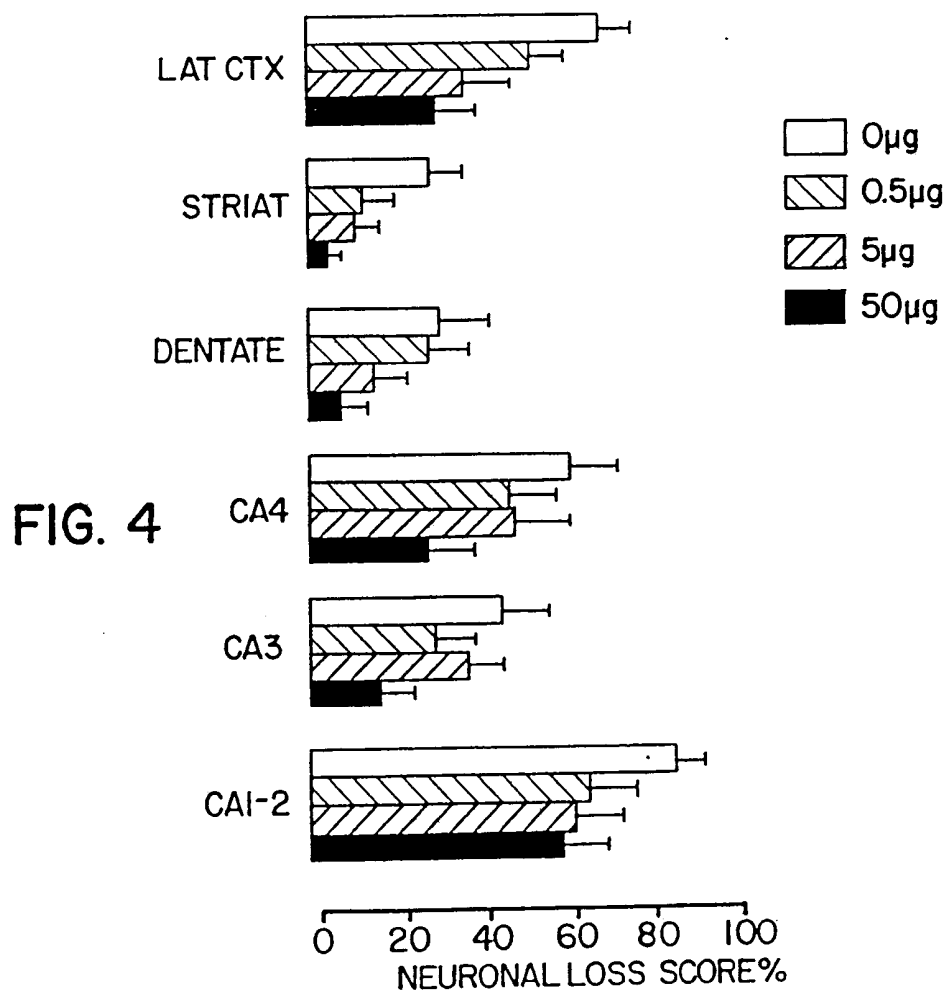 LAT CTX
STRIAT
DENTATE
CA4
CA3
CA1-2
0µg
0.5µg
5µg
50µg
FIG. 4
0 20 40 60 80 100
NEURONAL LOSS SCORE%